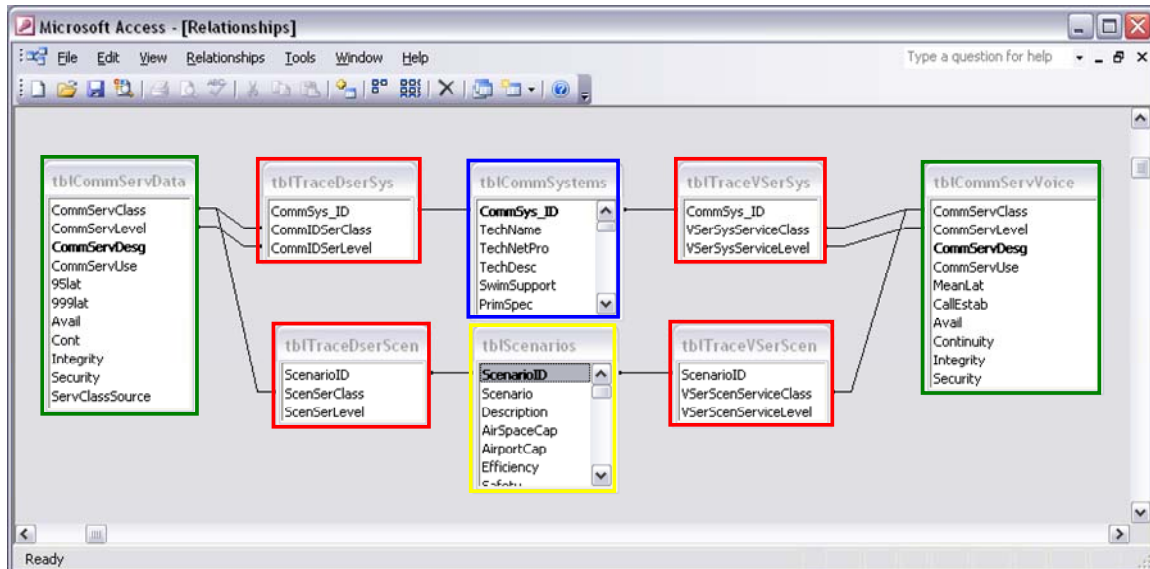 Microsoft Access - [Relationships]
File Edit View Relationships Tools Window Help
Type a question for help
tblCommServData
CommServClass
CommServLevel
CommServDesg
CommServUse
95lat
999lat
Avail
Cont
Integrity
Security
ServClassSource
tblTraceDserSys
CommSys_ID
CommIDSerClass
CommIDSerLevel
tblCommSystems
CommSys_ID
TechName
TechNetPro
TechDesc
SwimSupport
PrimSpec
tblTraceVSerSys
CommSys_ID
VSerSysServiceClass
VSerSysServiceLevel
tblCommServVoice
CommServClass
CommServLevel
CommServDesg
CommServUse
MeanLat
CallEstab
Avail
Continuity
Integrity
Security
tblTraceDserScen
ScenarioID
ScenSerClass
ScenSerLevel
tblScenarios
ScenarioID
Scenario
Description
AirSpaceCap
AirportCap
Efficiency
Safety
tblTraceVSerScen
ScenarioID
VSerScenServiceClass
VSerScenServiceLevel
Ready